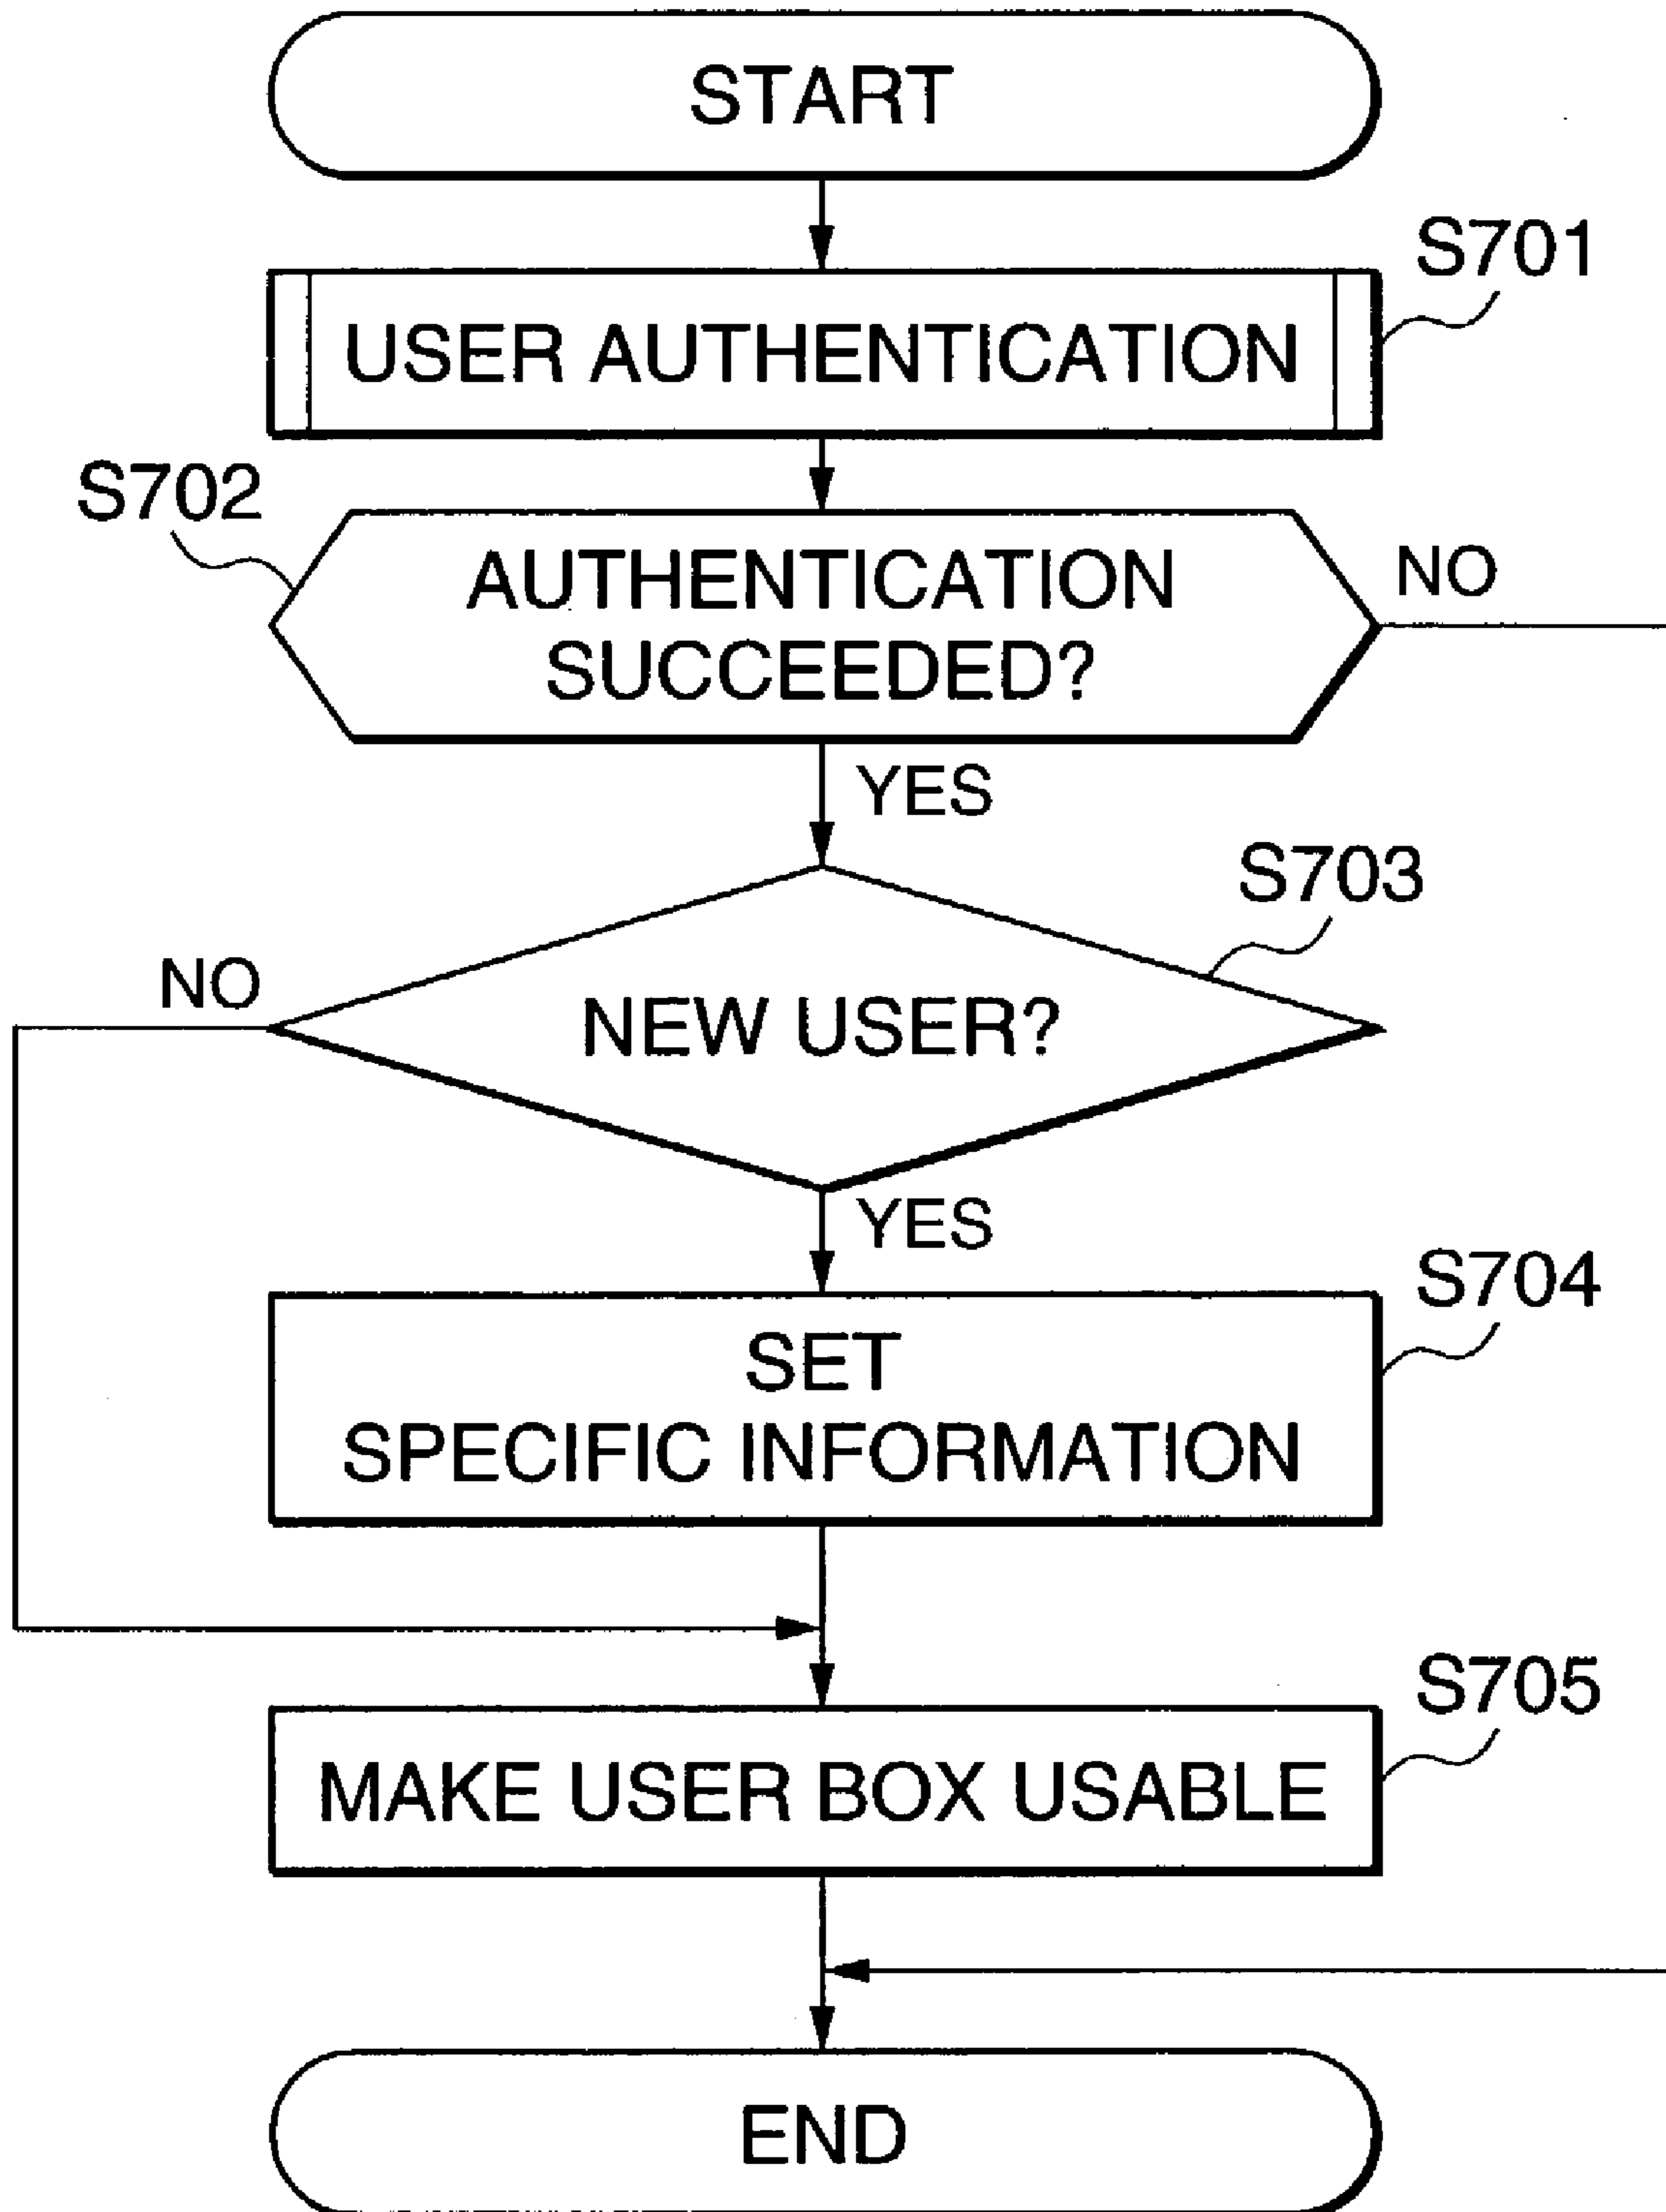 START
S701
USER AUTHENTICATION
S702
AUTHENTICATION
SUCCEEDED?
NO
YES
S703
NO
NEW USER?
YES
S704
SET
SPECIFIC INFORMATION
S705
MAKE USER BOX USABLE
END